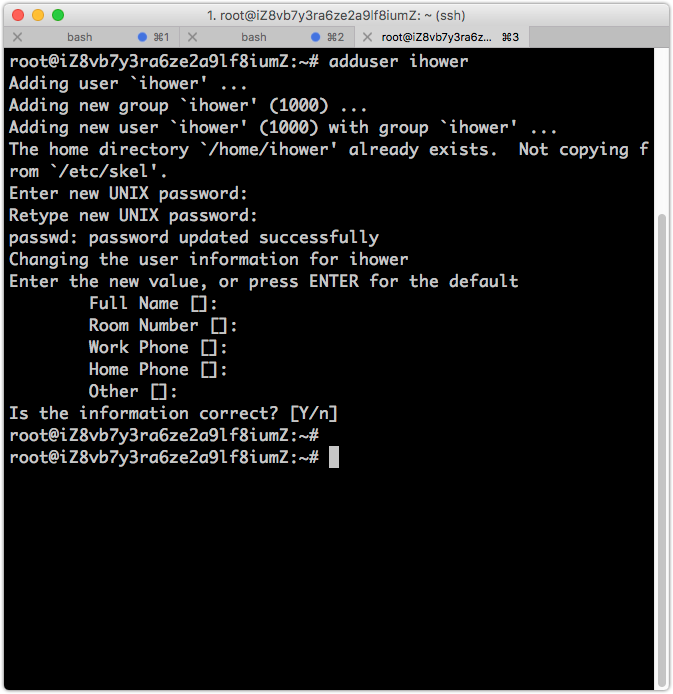 1. root@iZ8vb7y3ra6ze2a9lf8iumZ: ~ (ssh)
bash ⌘1 bash ⌘2 root@iZ8vb7y3ra6z... ⌘3
root@iZ8vb7y3ra6ze2a9lf8iumZ:~# adduser ihower
Adding user `ihower' ...
Adding new group `ihower' (1000) ...
Adding new user `ihower' (1000) with group `ihower' ...
The home directory `/home/ihower' already exists.  Not copying f
rom `/etc/skel'.
Enter new UNIX password:
Retype new UNIX password:
passwd: password updated successfully
Changing the user information for ihower
Enter the new value, or press ENTER for the default
Full Name []:
Room Number []:
Work Phone []:
Home Phone []:
Other []:
Is the information correct? [Y/n]
root@iZ8vb7y3ra6ze2a9lf8iumZ:~#
root@iZ8vb7y3ra6ze2a9lf8iumZ:~#